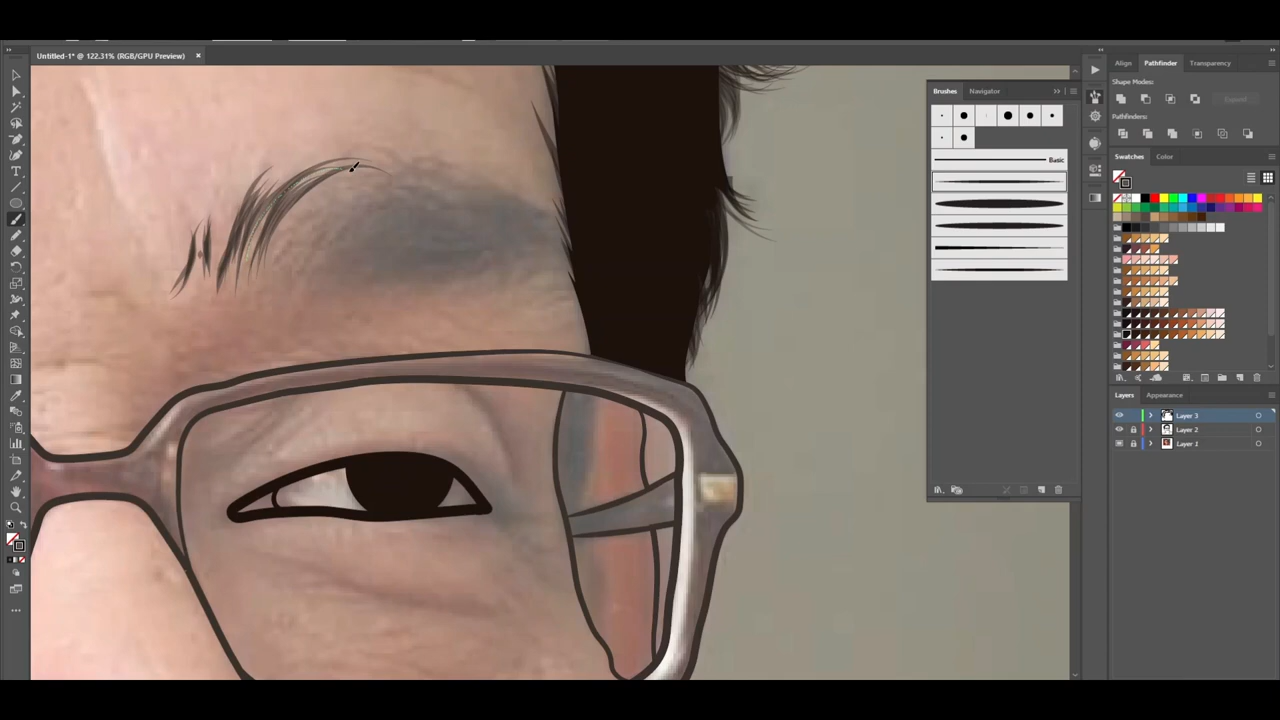 Untitled-1* @ 122.31% (RGB/GPU Preview)
Align Pathfinder Transparency
Shape Modes:
Expand
Pathfinders:
Brushes Navigator
Basic
Swatches Color
Layers Appearance
Layer 3
Layer 2
Layer 1